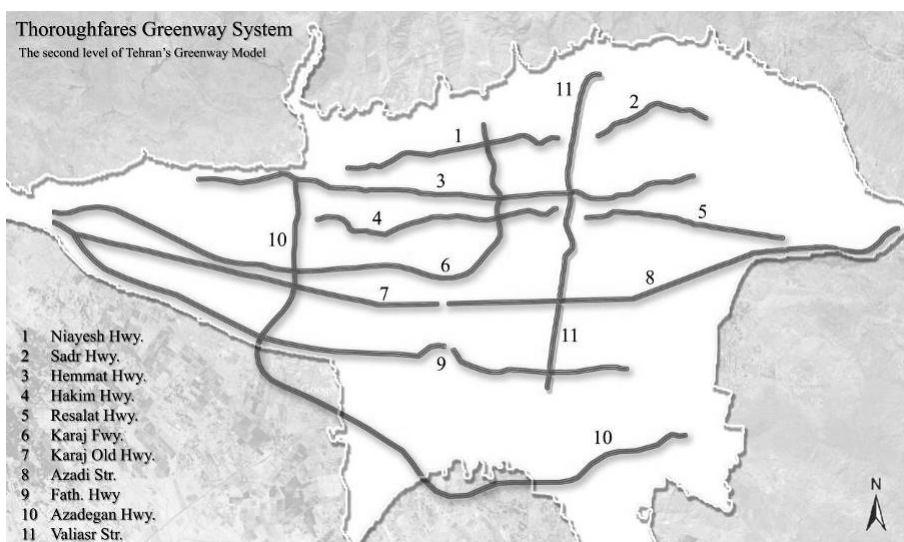 Thoroughfares Greenway System
The second level of Tehran's Greenway Model
11
2
1
3
4
5
10
6
8
7
11
9
10
1 Niayesh Hwy.
2 Sadr Hwy.
3 Hemmat Hwy.
4 Hakim Hwy.
5 Resalat Hwy.
6 Karaj Fwy.
7 Karaj Old Hwy.
8 Azadi Str.
9 Fath. Hwy
10 Azadegan Hwy.
11 Valiasr Str.
N